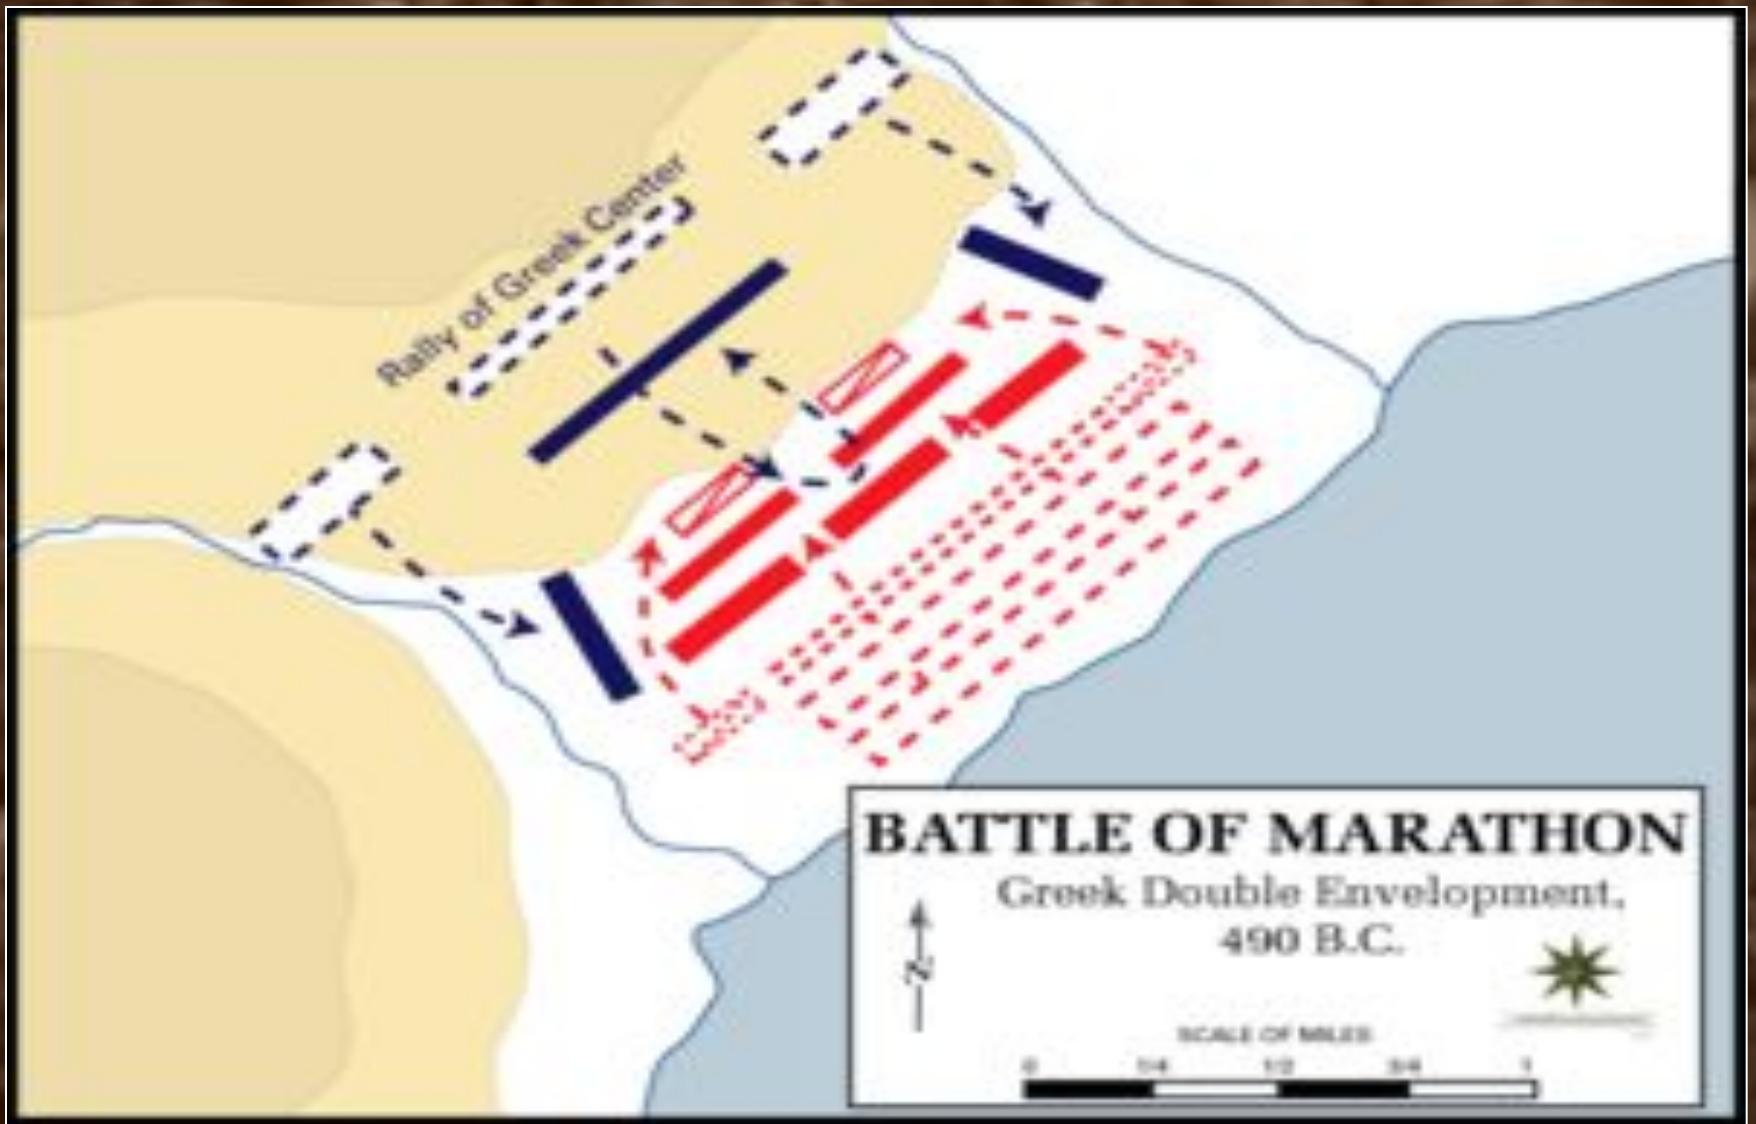 Rally of Greek Center
BATTLE OF MARATHON
Greek Double Envelopment,
490 B.C.
N
SCALE OF MILES
0 1/4 1/2 3/4 1